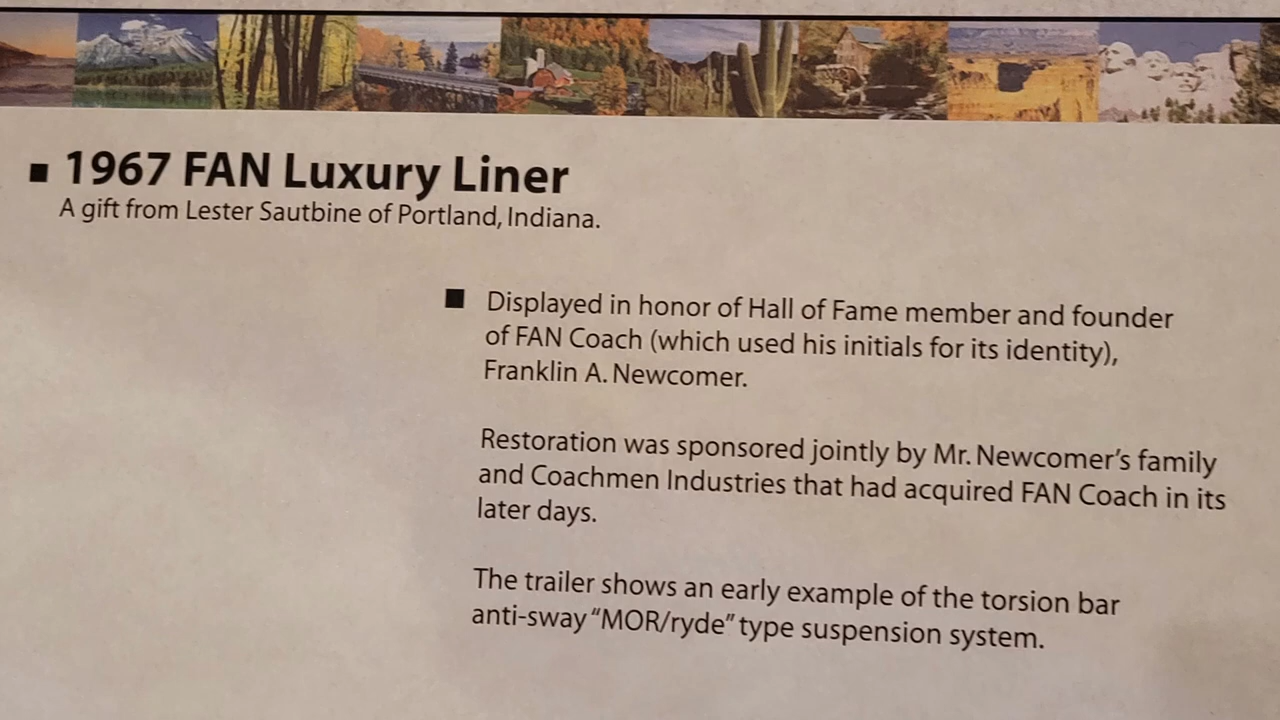 1967 FAN Luxury Liner
A gift from Lester Sautbine of Portland, Indiana.
Displayed in honor of Hall of Fame member and founder
of FAN Coach (which used his initials for its identity),
Franklin A. Newcomer.
Restoration was sponsored jointly by Mr. Newcomer's family
and Coachmen Industries that had acquired FAN Coach in its
later days.
The trailer shows an early example of the torsion bar
anti-sway "MOR/ryde" type suspension system.